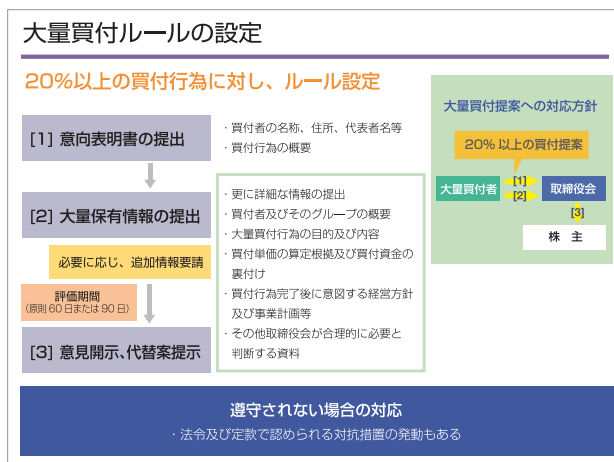 大量買付ルールの設定
20%以上の買付行為に対し、ルール設定
[1] 意向表明書の提出
・買付者の名称、住所、代表者名等
・買付行為の概要
[2] 大量保有情報の提出
・更に詳細な情報の提出
・買付者及びそのグループの概要
・大量買付行為の目的及び内容
・買付単価の算定根拠及び買付資金の
裏付け
・買付行為完了後に意図する経営方針
及び事業計画等
・その他取締役会が合理的に必要と
判断する資料
必要に応じ、追加情報要請
評価期間
(原則60日または90日)
[3] 意見開示、代替案提示
大量買付提案への対応方針
20%以上の買付提案
大量買付者
[1]
[2]
取締役会
[3]
株 主
遵守されない場合の対応
・法令及び定款で認められる対抗措置の発動もある